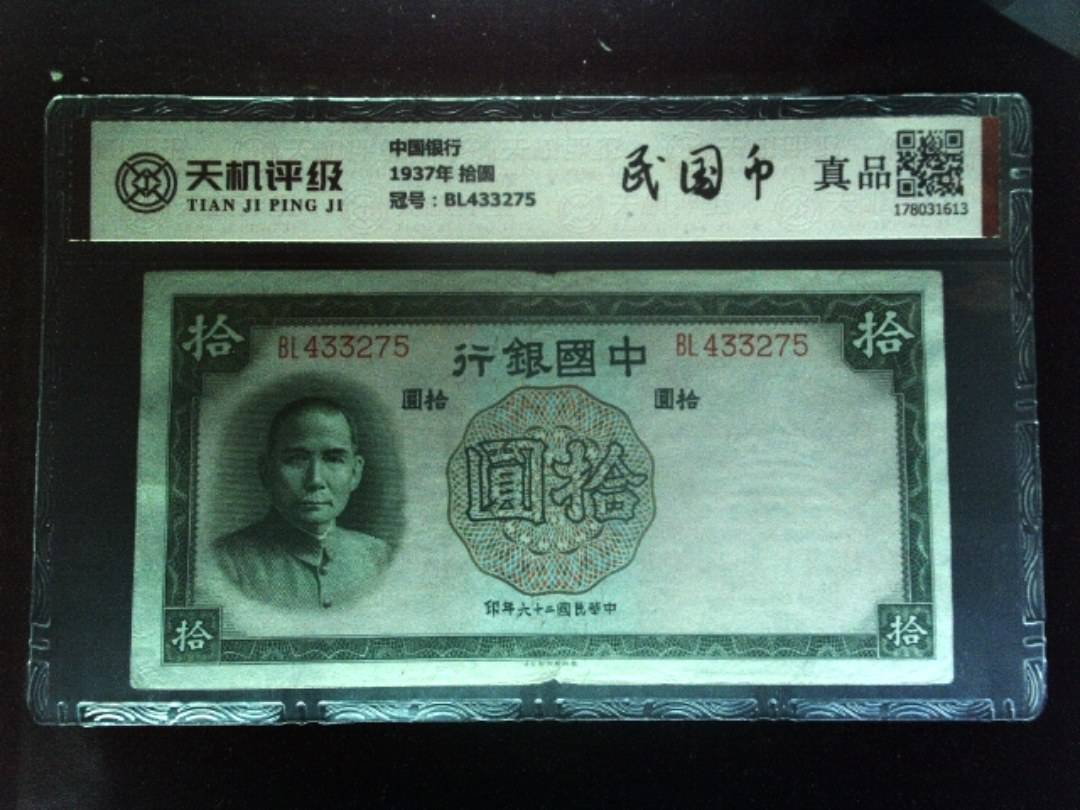 天机评级
TIAN JI PING JI
中国银行
1937年 拾圆
冠号：BL433275
民国币 真品
178031613
拾
拾
BL433275
行銀國中
BL433275
圓拾
圓拾
圓拾
印年六十二國民華中
拾
拾